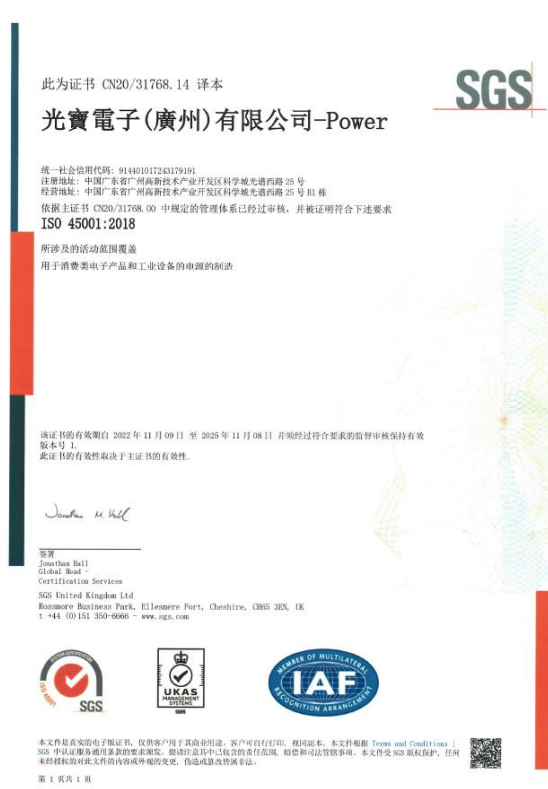 此为证书 CN20/31768.14 译本
SGS
光寶電子(廣州)有限公司-Power
统一社会信用代码: 914401017243179191
注册地址: 中国广东省广州高新技术产业开发区科学城光谱西路 25 号
经营地址: 中国广东省广州高新技术产业开发区科学城光谱西路 25 号 B1 栋
依据主证书 CN20/31768.00 中规定的管理体系已经过审核, 并被证明符合下述要求
ISO 45001:2018
所涉及的活动范围覆盖
用于消费类电子产品和工业设备的电源的制造
该证书的有效期自 2022 年 11 月 09 日 至 2025 年 11 月 08 日 并须经过符合要求的监督审核保持有效
版本号 1.
此证书的有效性取决于主证书的有效性.
Jonathan M. Hall
签署
Jonathan Hall
Global Head -
Certification Services
SGS United Kingdom Ltd
Rossmore Business Park, Ellesmere Port, Cheshire, CH65 3EN, UK
t +44 (0)151 350-6666 - www.sgs.com
SYSTEM CERTIFICATION
ISO 45001
SGS
UKAS
MANAGEMENT
SYSTEMS
0005
MEMBER OF MULTILATERAL
IAF
RECOGNITION ARRANGEMENT
本文件是真实的电子版证书, 仅供客户用于其商业用途。客户可自行打印, 视同副本。本文件根据 Terms and Conditions |
SGS 中认证服务通用条款的要求颁发。提请注意其中已包含的责任范围、赔偿和司法管辖事项。本文件受 SGS 版权保护, 任何
未经授权的对此文件的内容或外观的变更、伪造或篡改皆属非法。
第 1 页共 1 页